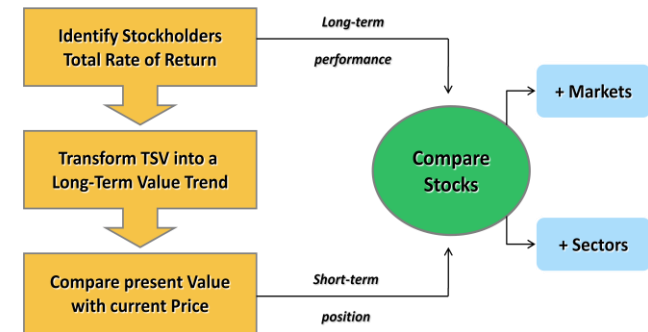 Identify Stockholders
Total Rate of Return
Long-term
performance
+ Markets
Transform TSV into a
Long-Term Value Trend
Compare
Stocks
+ Sectors
Compare present Value
with current Price
Short-term
position